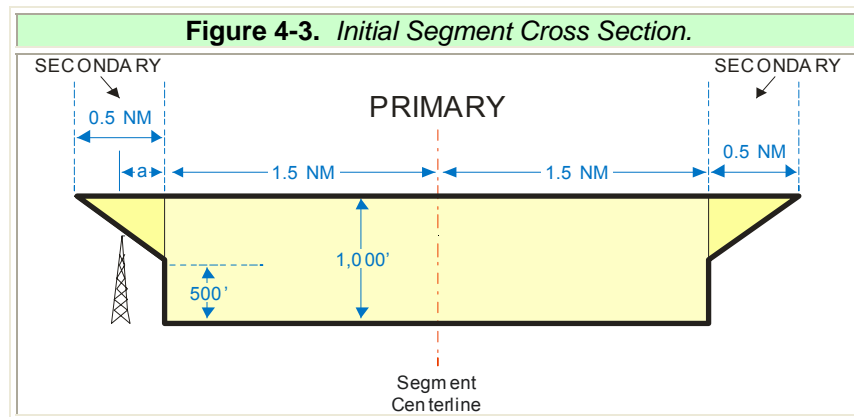 Figure 4-3. Initial Segment Cross Section.
SECONDARY
SECONDARY
0.5 NM
PRIMARY
0.5 NM
a
1.5 NM
1.5 NM
1,000’
500’
Segment
Centerline